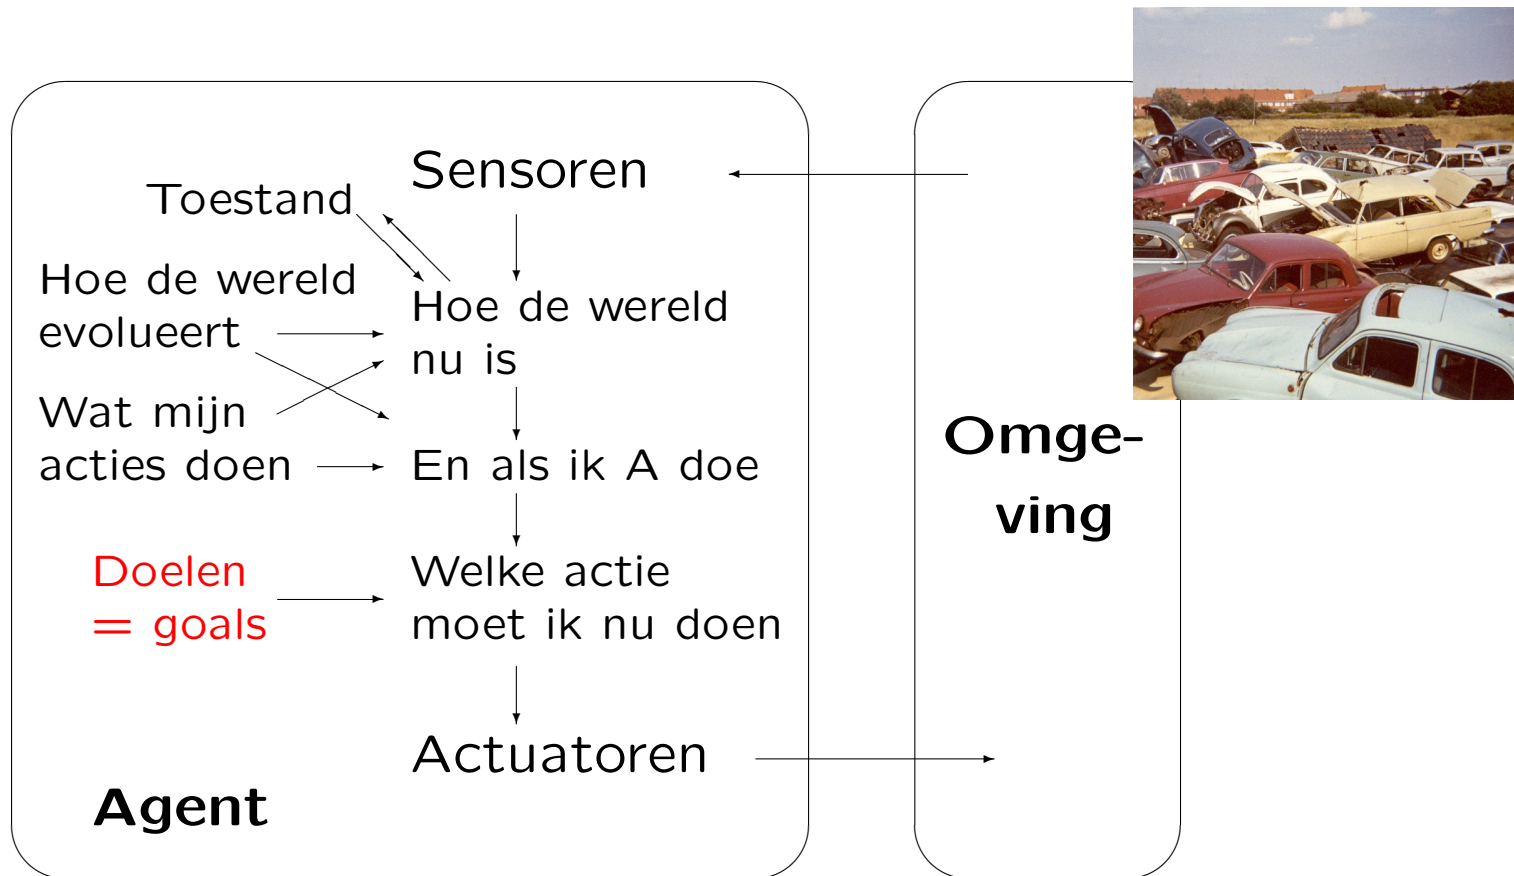 Sensoren
Toestand
Hoe de wereld
evolueert
Hoe de wereld
nu is
Wat mijn
acties doen
En als ik A doe
Doelen
= goals
Welke actie
moet ik nu doen
Actuatoren
Agent
Omge-
ving